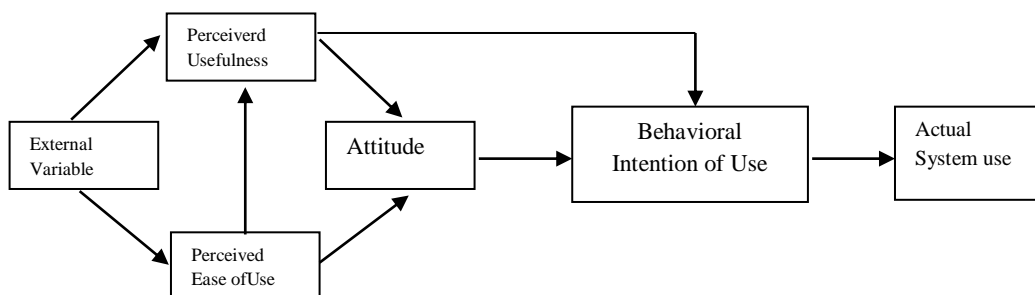 Perceiverd
Usefulness
External
Variable
Attitude
Behavioral
Intention of Use
Actual
System use
Perceived
Ease ofUse